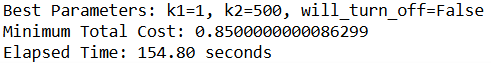 Best Parameters: k1=1, k2=500, will_turn_off=False
Minimum Total Cost: 0.8500000000086299
Elapsed Time: 154.80 seconds